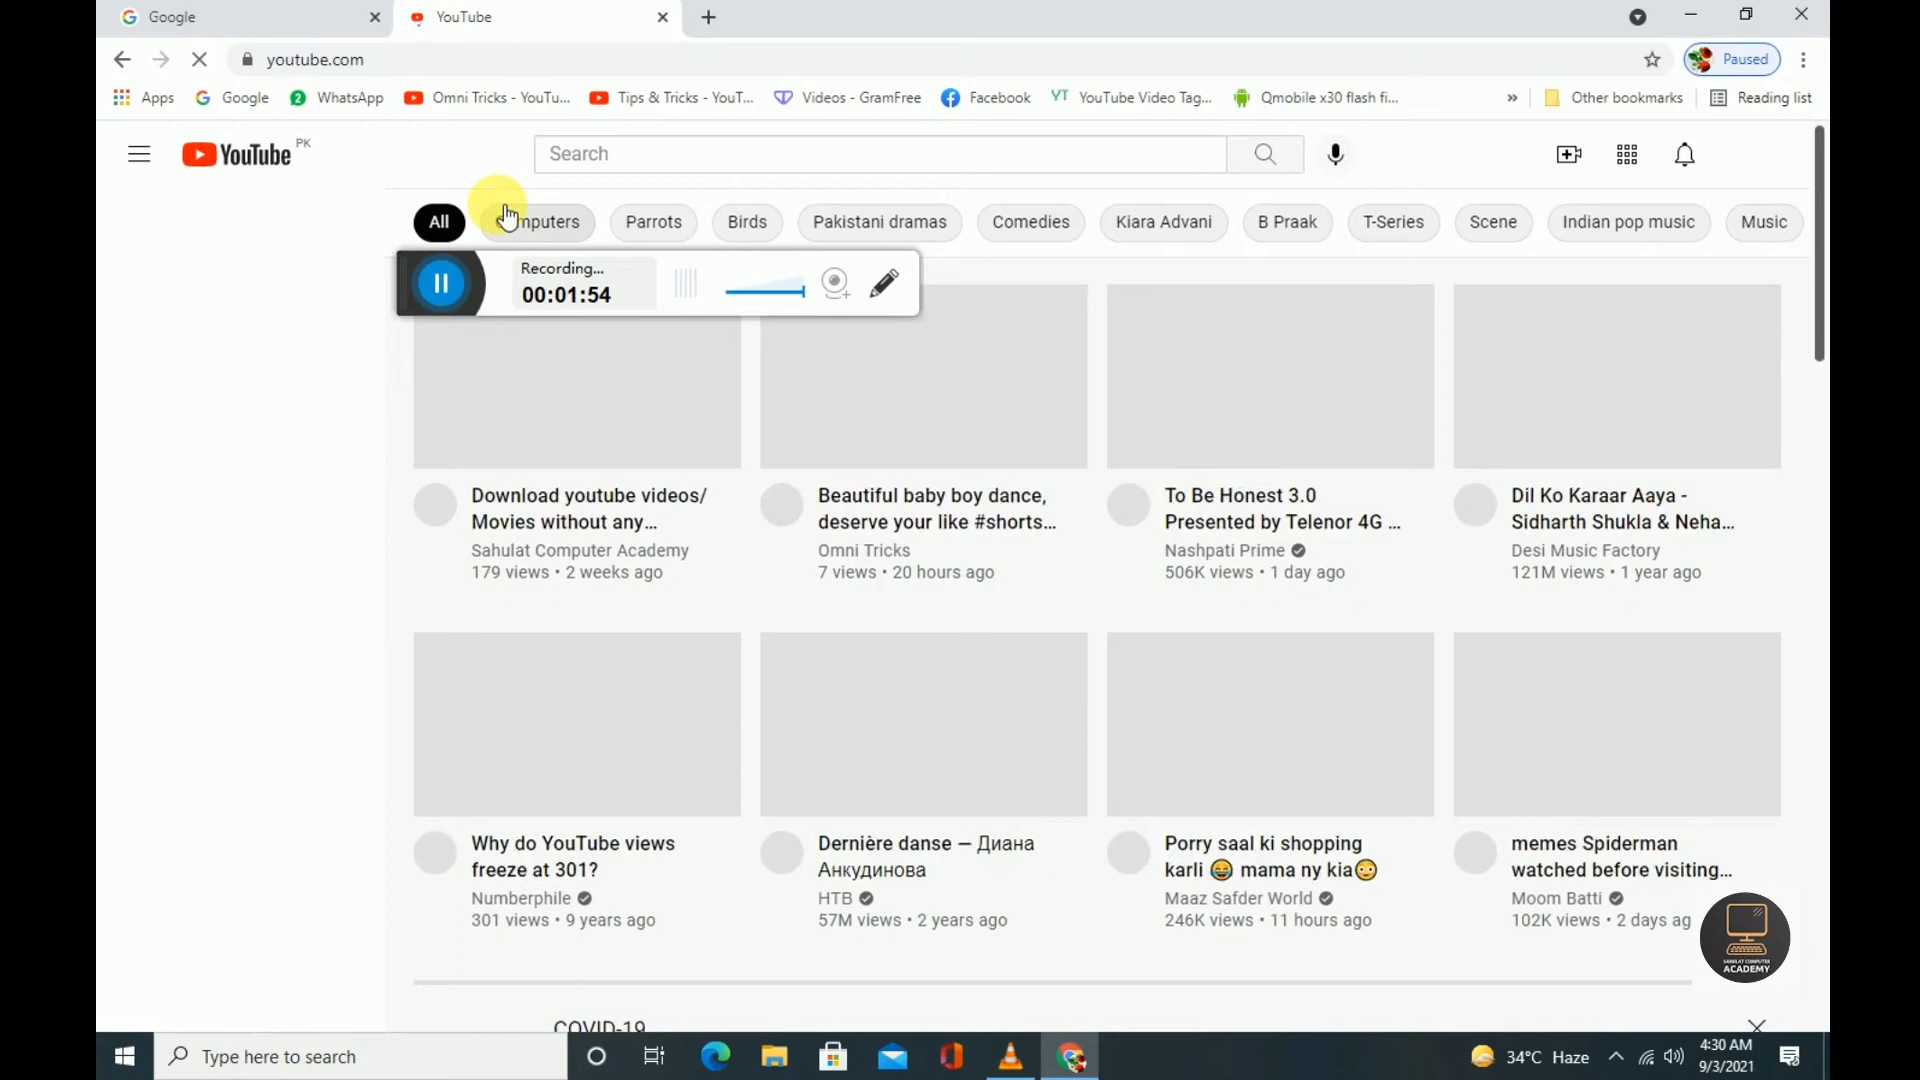 Google
YouTube
youtube.com
Paused
Apps
Google
2
WhatsApp
Omni Tricks - YouTu...
Tips & Tricks - YouT...
Videos - GramFree
Facebook
YT YouTube Video Tag...
Qmobile x30 flash fi...
»
Other bookmarks
Reading list
YouTube PK
Search
All
Computers
Parrots
Birds
Pakistani dramas
Comedies
Kiara Advani
B Praak
T-Series
Scene
Indian pop music
Music
Recording...
00:01:54
Download youtube videos/
Movies without any...
Sahulat Computer Academy
179 views • 2 weeks ago
Beautiful baby boy dance,
deserve your like #shorts...
Omni Tricks
7 views • 20 hours ago
To Be Honest 3.0
Presented by Telenor 4G ...
Nashpati Prime
506K views • 1 day ago
Dil Ko Karaar Aaya -
Sidharth Shukla & Neha...
Desi Music Factory
121M views • 1 year ago
Why do YouTube views
freeze at 301?
Numberphile
301 views • 9 years ago
Dernière danse — Диана
Анкудинова
НТВ
57M views • 2 years ago
Porry saal ki shopping
karli 😂 mama ny kia😳
Maaz Safder World
246K views • 11 hours ago
memes Spiderman
watched before visiting...
Moom Batti
102K views • 2 days ag
SAHULAT COMPUTER
ACADEMY
COVID-19
Type here to search
34°C Haze
4:30 AM
9/3/2021